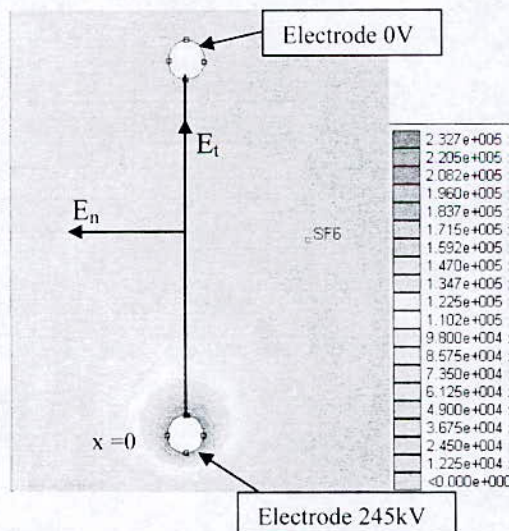 Electrode 0V
Et
En
SF6
2.327e+005 :
2.205e+005 :
2.082e+005 :
1.960e+005 :
1.837e+005 :
1.715e+005 :
1.592e+005 :
1.470e+005 :
1.347e+005 :
1.225e+005 :
1.102e+005 :
9.800e+004 :
8.575e+004 :
7.350e+004 :
6.125e+004 :
4.900e+004 :
3.675e+004 :
2.450e+004 :
1.225e+004 :
<0.000e+000
x =0
Electrode 245kV